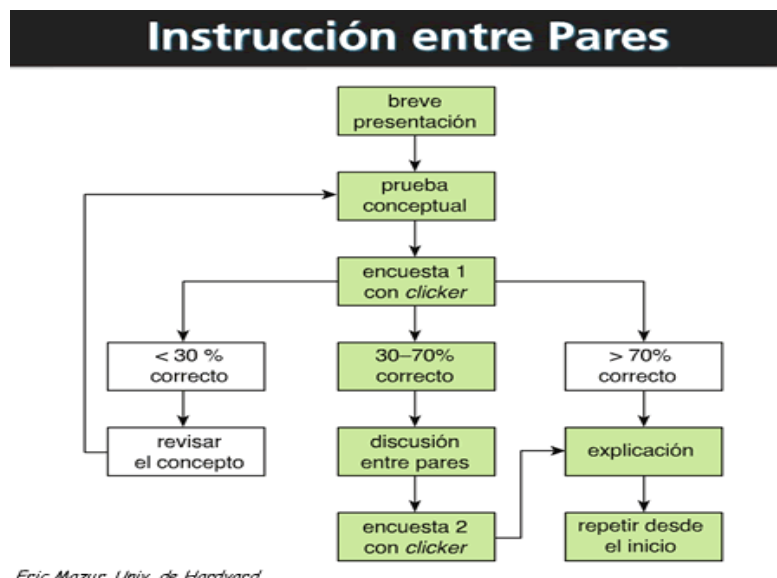 Instrucción entre Pares
breve
presentación
prueba
conceptual
encuesta 1
con clicker
< 30 %
correcto
30–70%
correcto
> 70%
correcto
revisar
el concepto
discusión
entre pares
explicación
encuesta 2
con clicker
repetir desde
el inicio
Eric Mazur, Univ. de Hardvard